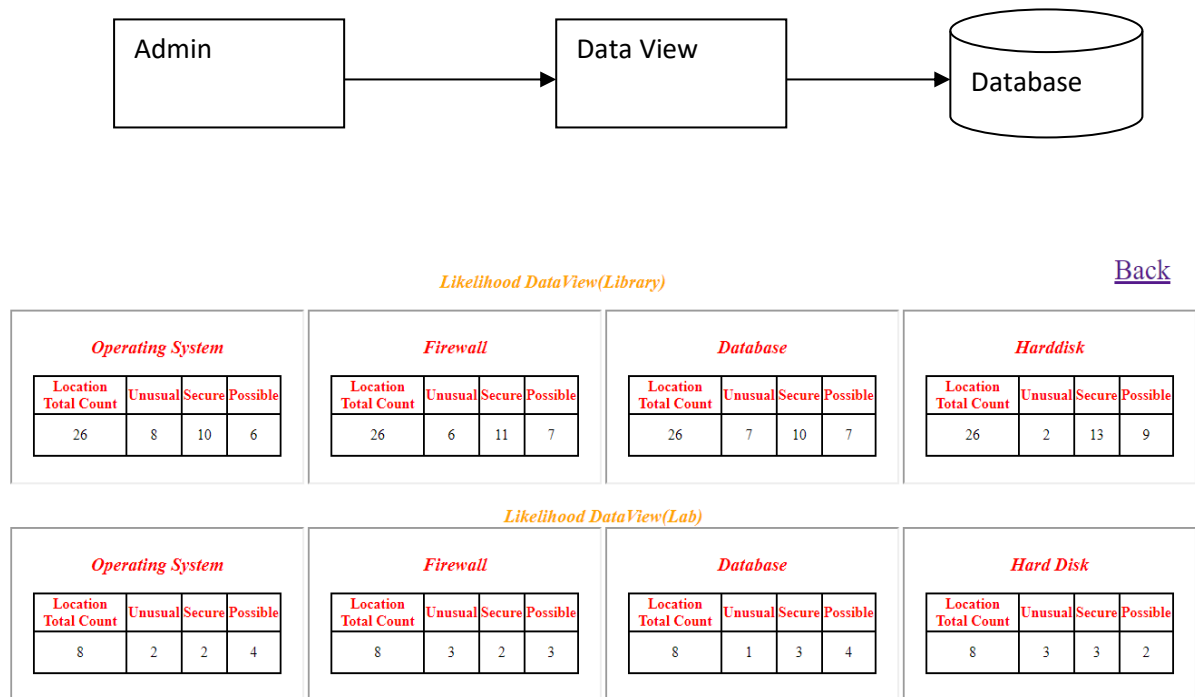 Admin
Data View
Database
Back
Likelihood DataView(Library)
Operating System
Location Total Count Unusual Secure Possible
26 8 10 6
Firewall
Location Total Count Unusual Secure Possible
26 6 11 7
Database
Location Total Count Unusual Secure Possible
26 7 10 7
Harddisk
Location Total Count Unusual Secure Possible
26 2 13 9
Likelihood DataView(Lab)
Operating System
Location Total Count Unusual Secure Possible
8 2 2 4
Firewall
Location Total Count Unusual Secure Possible
8 3 2 3
Database
Location Total Count Unusual Secure Possible
8 1 3 4
Hard Disk
Location Total Count Unusual Secure Possible
8 3 3 2